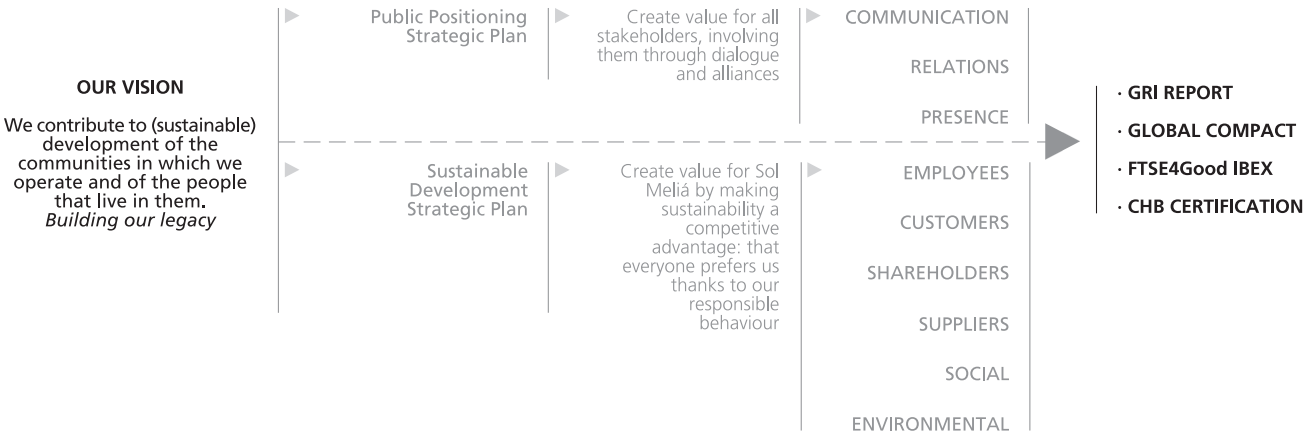 OUR VISION
We contribute to (sustainable)
development of the
communities in which we
operate and of the people
that live in them.
Building our legacy
Public Positioning
Strategic Plan
Create value for all
stakeholders, involving
them through dialogue
and alliances
COMMUNICATION
RELATIONS
PRESENCE
Sustainable
Development
Strategic Plan
Create value for Sol
Meliá by making
sustainability a
competitive
advantage: that
everyone prefers us
thanks to our
responsible
behaviour
EMPLOYEES
CUSTOMERS
SHAREHOLDERS
SUPPLIERS
SOCIAL
ENVIRONMENTAL
· GRI REPORT
· GLOBAL COMPACT
· FTSE4Good IBEX
· CHB CERTIFICATION